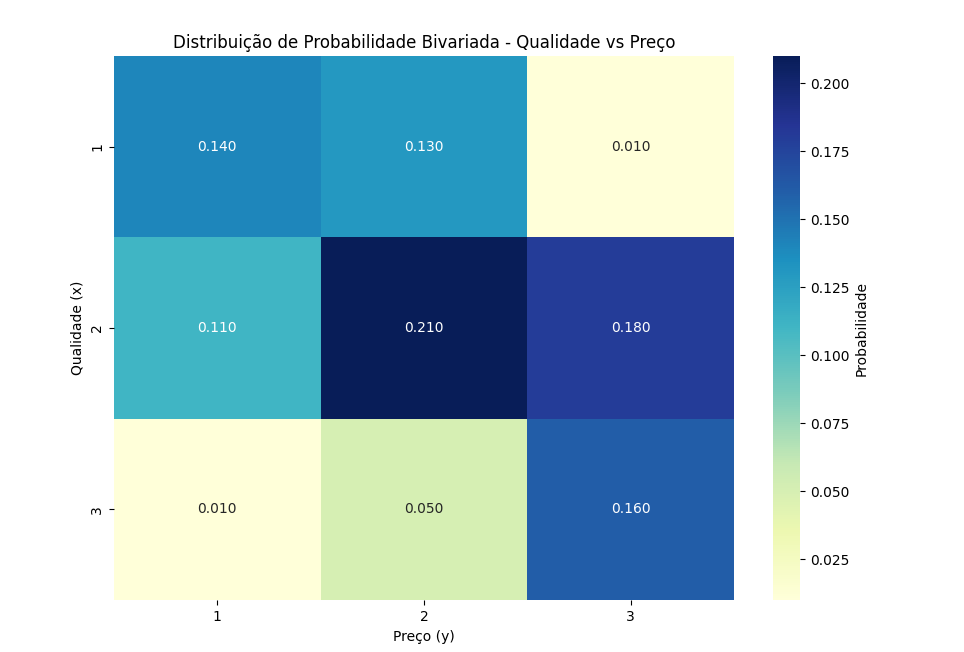 Distribuição de Probabilidade Bivariada - Qualidade vs Preço
Qualidade (x)
1
0.140 0.130 0.010
2
0.110 0.210 0.180
3
0.010 0.050 0.160
1 2 3
Preço (y)
0.200
0.175
0.150
0.125
0.100
0.075
0.050
0.025
Probabilidade